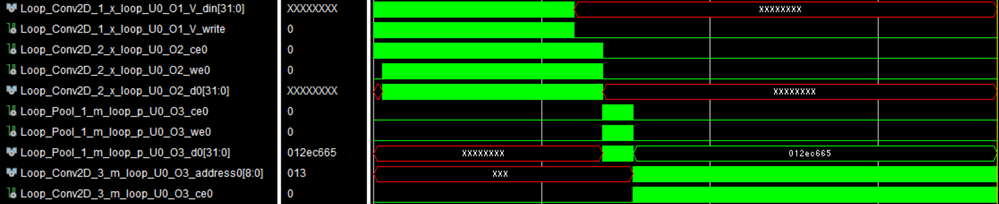 Loop_Conv2D_1_x_loop_U0_O1_V_din[31:0] XXXXXXXX XXXXXXXX
Loop_Conv2D_1_x_loop_U0_O1_V_write 0
Loop_Conv2D_2_x_loop_U0_O2_ce0 0
Loop_Conv2D_2_x_loop_U0_O2_we0 0
Loop_Conv2D_2_x_loop_U0_O2_d0[31:0] XXXXXXXX XXXXXXXX
Loop_Pool_1_m_loop_p_U0_O3_ce0 0
Loop_Pool_1_m_loop_p_U0_O3_we0 0
Loop_Pool_1_m_loop_p_U0_O3_d0[31:0] 012ec665 XXXXXXXX 012ec665
Loop_Conv2D_3_m_loop_U0_O3_address0[8:0] 013 XXX
Loop_Conv2D_3_m_loop_U0_O3_ce0 0